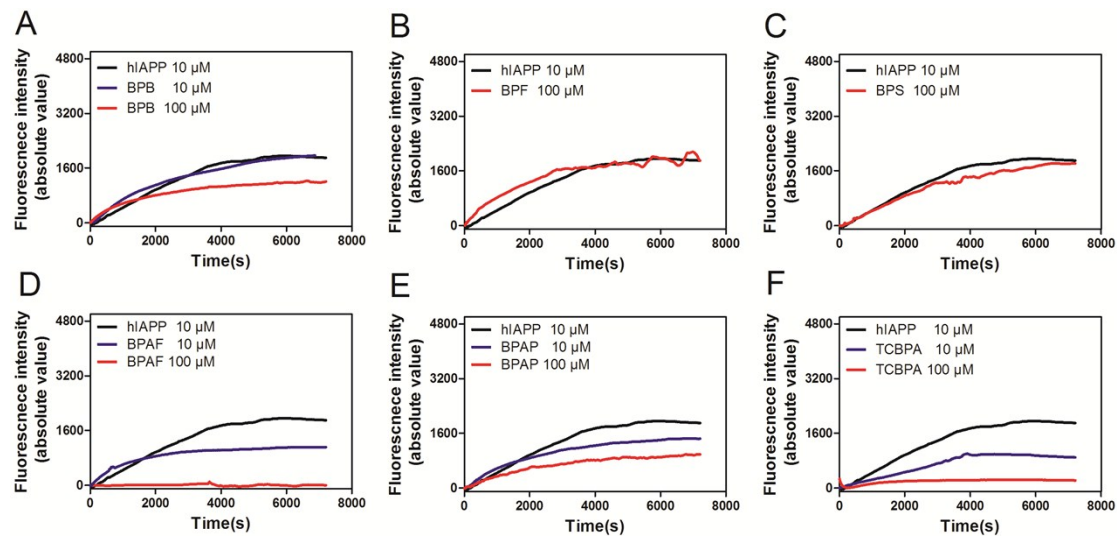 A
Fluorescnece intensity
(absolute value)
4800
3200
1600
0
hIAPP 10 µM
BPB 10 µM
BPB 100 µM
0 2000 4000 6000 8000
Time(s)
B
Fluorescnece intensity
(absolute value)
4800
3200
1600
0
hIAPP 10 µM
BPF 100 µM
0 2000 4000 6000 8000
Time(s)
C
Fluorescnece intensity
(absolute value)
4800
3200
1600
0
hIAPP 10 µM
BPS 100 µM
0 2000 4000 6000 8000
Time(s)
D
Fluorescnece intensity
(absolute value)
4800
3200
1600
0
hIAPP 10 µM
BPAF 10 µM
BPAF 100 µM
0 2000 4000 6000 8000
Time(s)
E
Fluorescnece intensity
(absolute value)
4800
3200
1600
0
hIAPP 10 µM
BPAP 10 µM
BPAP 100 µM
0 2000 4000 6000 8000
Time(s)
F
Fluorescnece intensity
(absolute value)
4800
3200
1600
0
hIAPP 10 µM
TCBPA 10 µM
TCBPA 100 µM
0 2000 4000 6000 8000
Time(s)